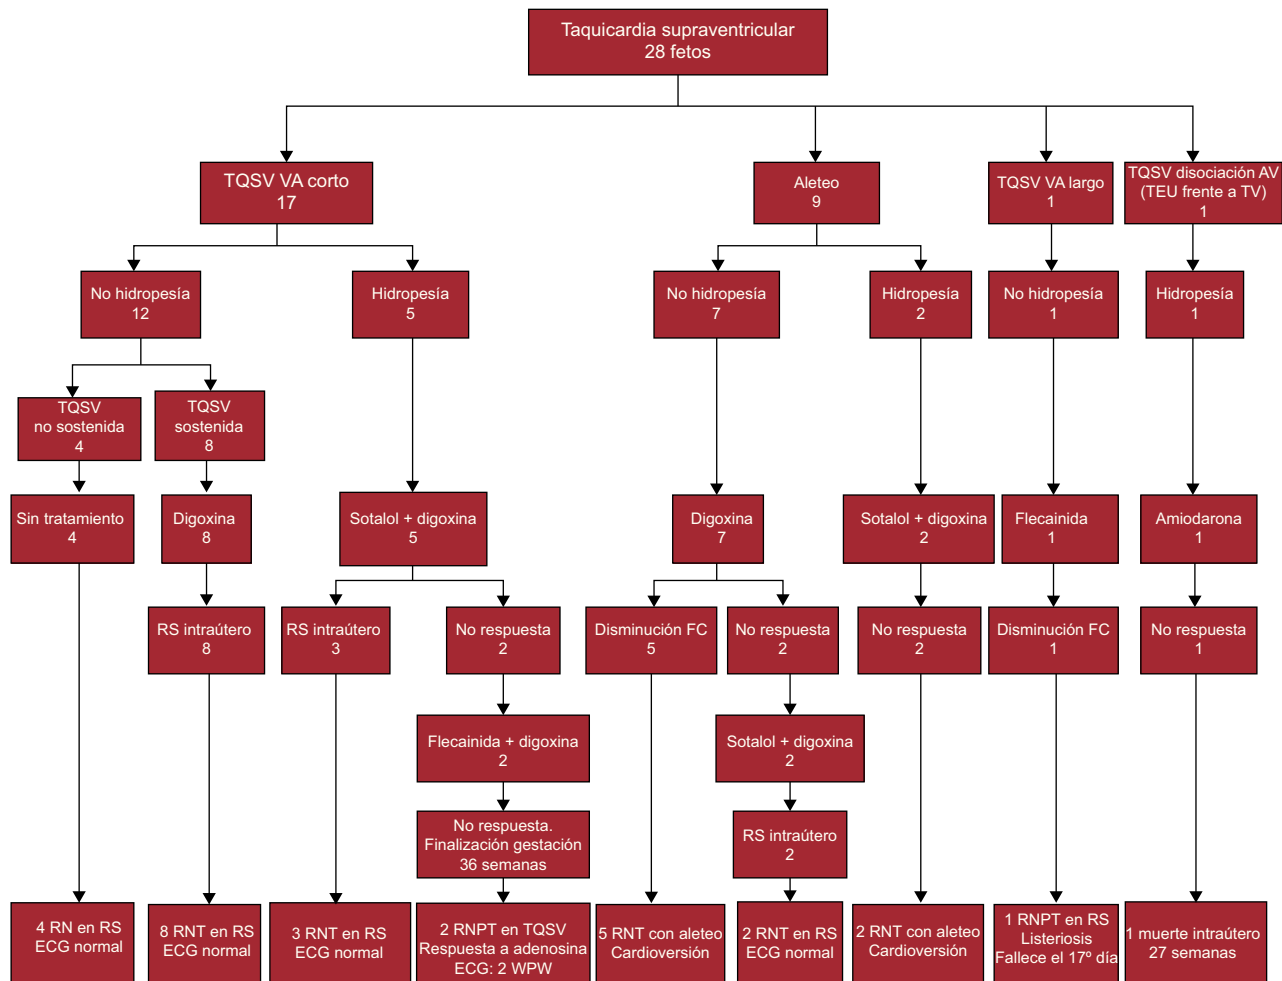 Taquicardia supraventricular
28 fetos
TQSV VA corto
17
Aleteo
9
TQSV VA largo
1
TQSV disociación AV
(TEU frente a TV)
1
No hidropesía
12
Hidropesía
5
No hidropesía
7
Hidropesía
2
No hidropesía
1
Hidropesía
1
TQSV
no sostenida
4
TQSV
sostenida
8
Sin tratamiento
4
Digoxina
8
Sotalol + digoxina
5
Digoxina
7
Sotalol + digoxina
2
Flecainida
1
Amiodarona
1
RS intraútero
8
RS intraútero
3
No respuesta
2
Disminución FC
5
No respuesta
2
No respuesta
2
Disminución FC
1
No respuesta
1
Flecainida + digoxina
2
Sotalol + digoxina
2
No respuesta.
Finalización gestación
36 semanas
RS intraútero
2
4 RN en RS
ECG normal
8 RNT en RS
ECG normal
3 RNT en RS
ECG normal
2 RNPT en TQSV
Respuesta a adenosina
ECG: 2 WPW
5 RNT con aleteo
Cardioversión
2 RNT en RS
ECG normal
2 RNT con aleteo
Cardioversión
1 RNPT en RS
Listeriosis
Fallece el 17º día
1 muerte intraútero
27 semanas